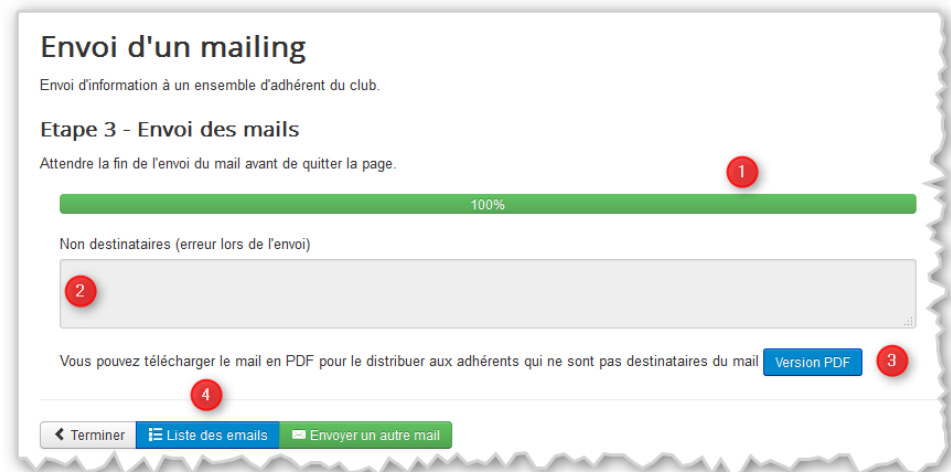 Envoi d'un mailing
Envoi d'information à un ensemble d'adhérent du club.
Etape 3 - Envoi des mails
Attendre la fin de l'envoi du mail avant de quitter la page.
1
100%
Non destinataires (erreur lors de l'envoi)
2
Vous pouvez télécharger le mail en PDF pour le distribuer aux adhérents qui ne sont pas destinataires du mail Version PDF 3
4
Terminer Liste des emails Envoyer un autre mail